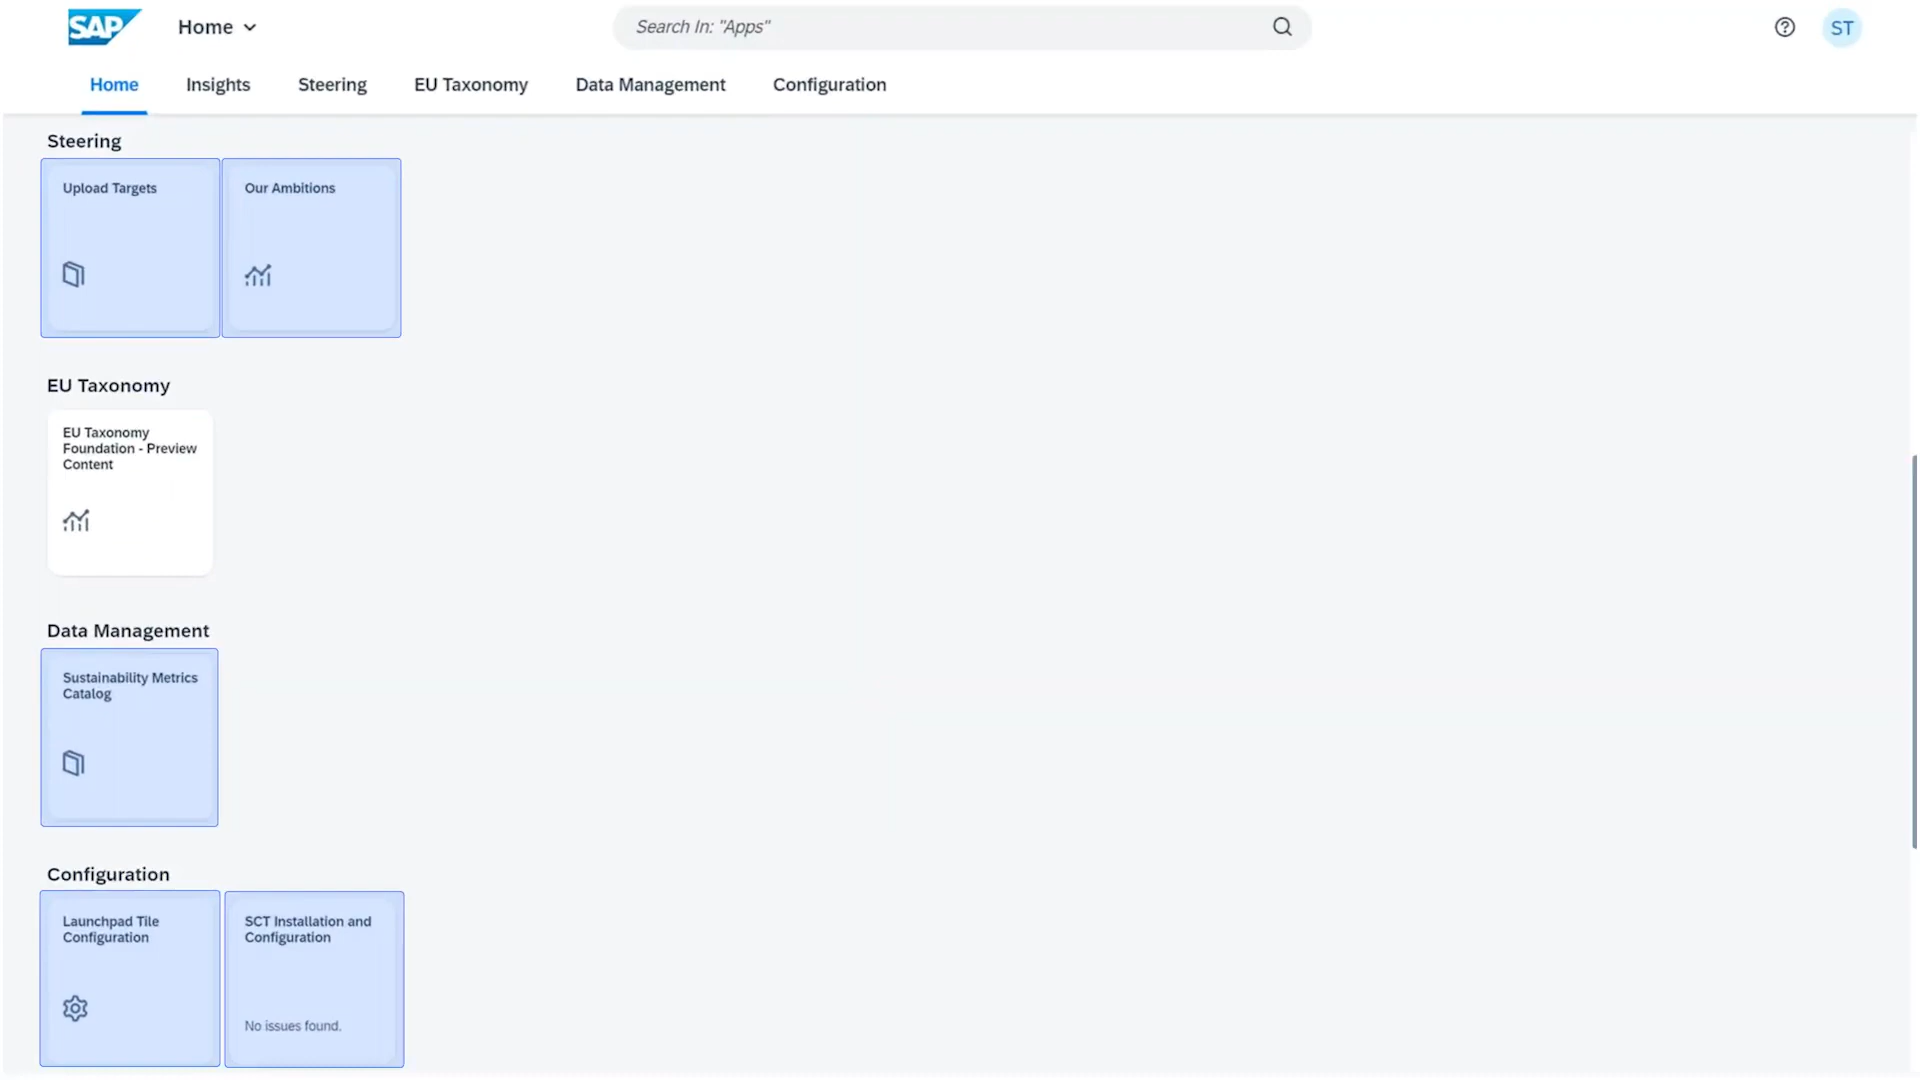 SAP Home
Search In: "Apps"
ST
Home Insights Steering EU Taxonomy Data Management Configuration
Steering
Upload Targets
Our Ambitions
EU Taxonomy
EU Taxonomy
Foundation - Preview
Content
Data Management
Sustainability Metrics
Catalog
Configuration
Launchpad Tile
Configuration
SCT Installation and
Configuration
No issues found.